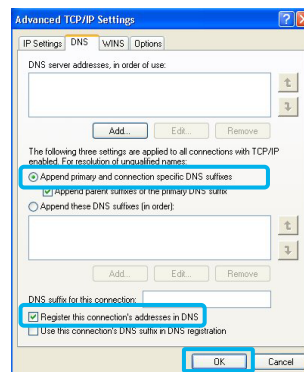 Advanced TCP/IP Settings
IP Settings DNS WINS Options
DNS server addresses, in order of use:
Add... Edit... Remove
The following three settings are applied to all connections with TCP/IP
enabled. For resolution of unqualified names:
Append primary and connection specific DNS suffixes
Append parent suffixes of the primary DNS suffix
Append these DNS suffixes (in order):
Add... Edit... Remove
DNS suffix for this connection:
Register this connection's addresses in DNS
Use this connection's DNS suffix in DNS registration
OK Cancel